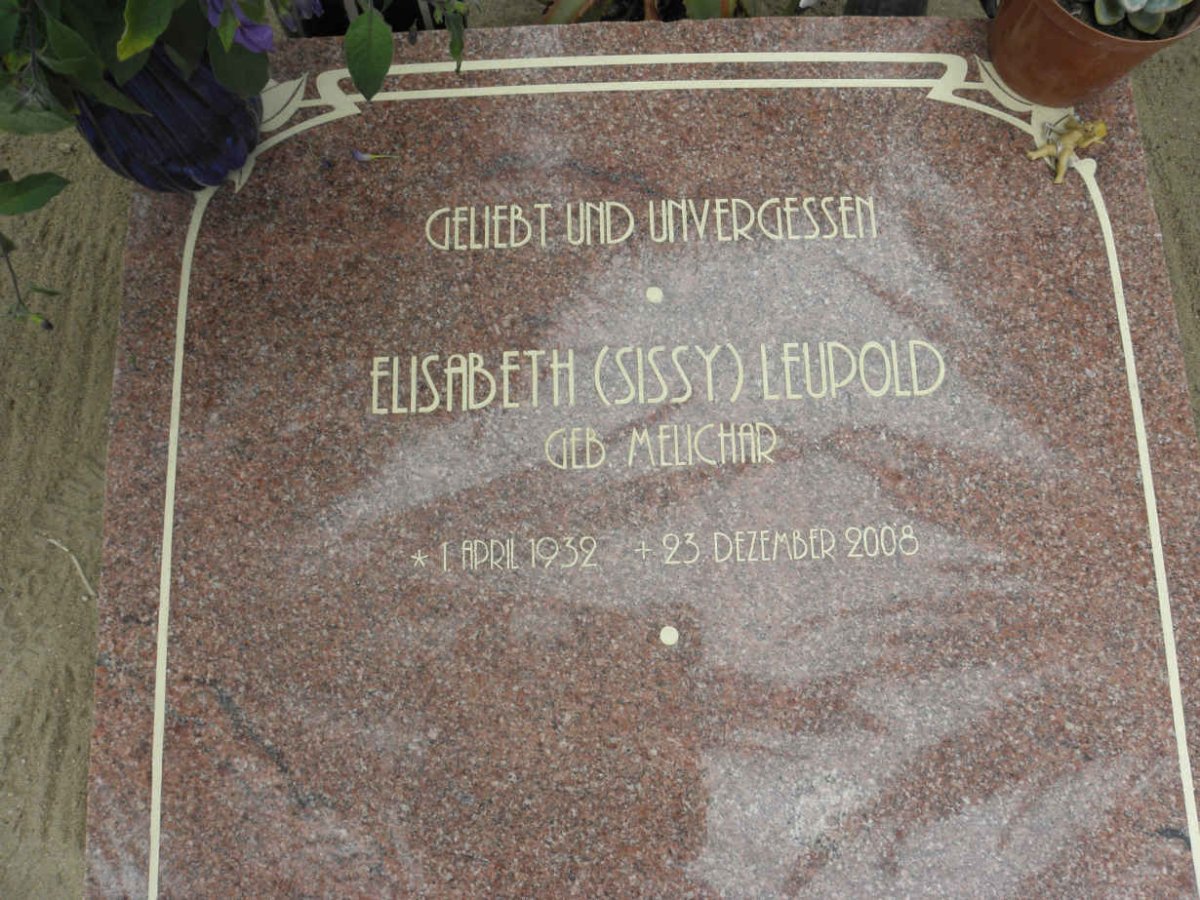 GELIEBT UND UNVERGESSEN
ELISABETH (SISSY) LEUPOLD
GEB. MELICHAR
* 1. APRIL 1932 + 23. DEZEMBER 2008